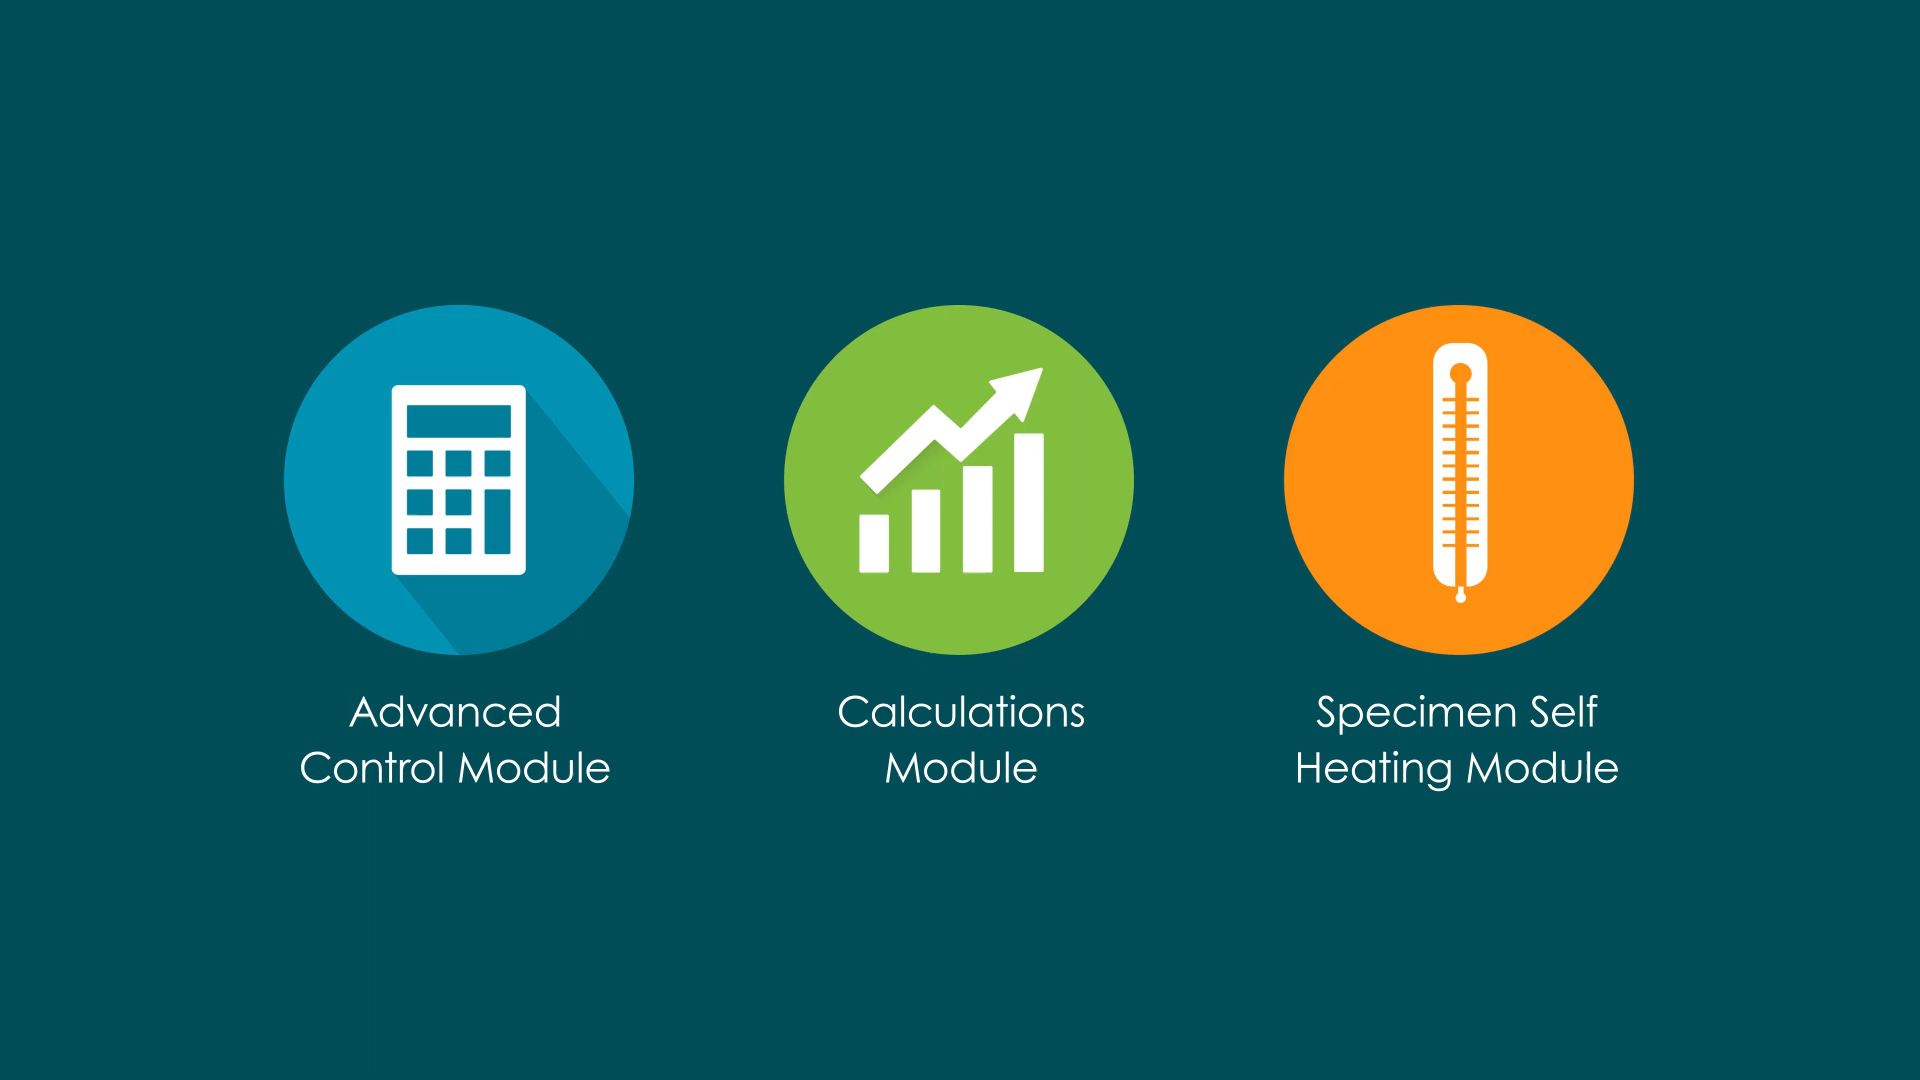 Advanced
Control Module
Calculations
Module
Specimen Self
Heating Module